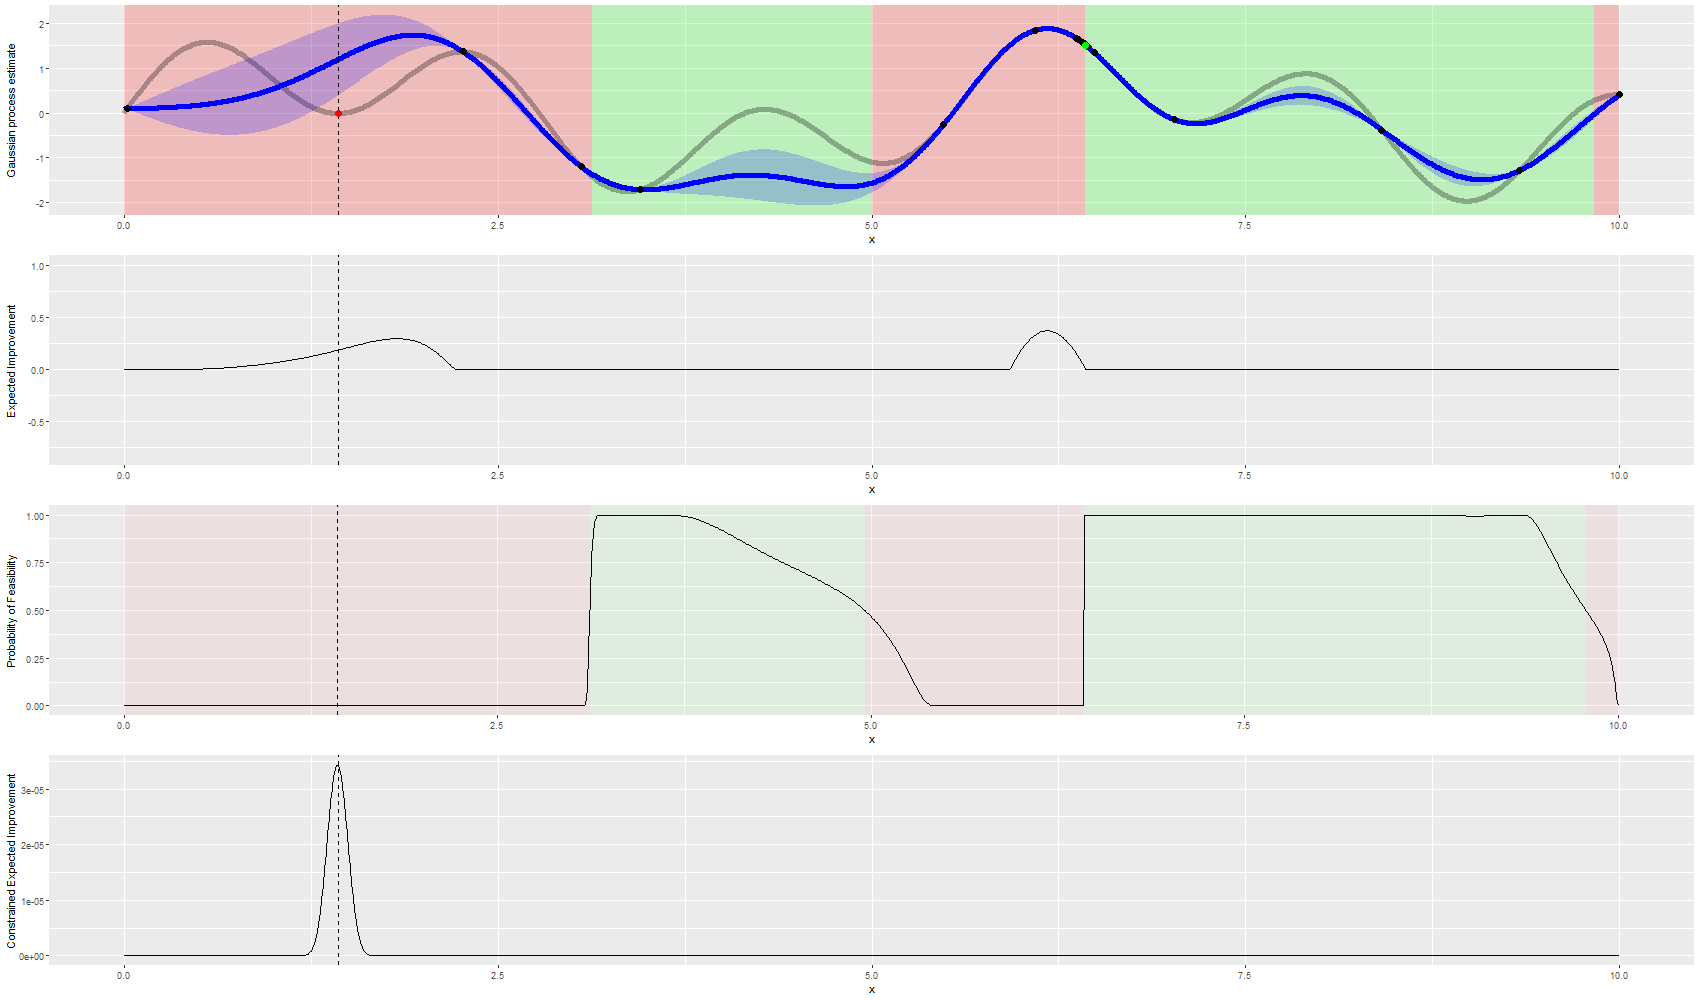 Gaussian process estimate
2
1
0
-1
-2
0.0 2.5 5.0 7.5 10.0
x
Expected Improvement
1.0
0.5
0.0
-0.5
0.0 2.5 5.0 7.5 10.0
x
Probability of Feasibility
1.00
0.75
0.50
0.25
0.00
0.0 2.5 5.0 7.5 10.0
x
Constrained Expected Improvement
3e-05
2e-05
1e-05
0e+00
0.0 2.5 5.0 7.5 10.0
x